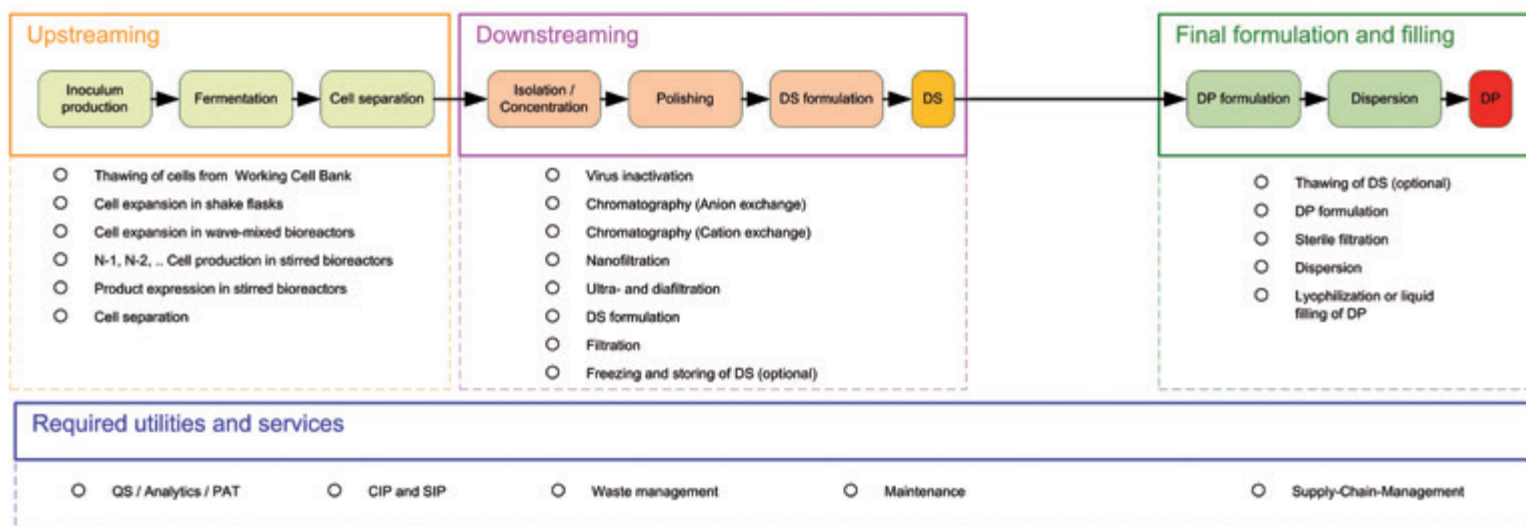 Upstreaming
Inoculum
production
Fermentation
Cell separation
Thawing of cells from Working Cell Bank
Cell expansion in shake flasks
Cell expansion in wave-mixed bioreactors
N-1, N-2, .. Cell production in stirred bioreactors
Product expression in stirred bioreactors
Cell separation
Downstreaming
Isolation /
Concentration
Polishing
DS formulation
DS
Virus inactivation
Chromatography (Anion exchange)
Chromatography (Cation exchange)
Nanofiltration
Ultra- and diafiltration
DS formulation
Filtration
Freezing and storing of DS (optional)
Final formulation and filling
DP formulation
Dispersion
DP
Thawing of DS (optional)
DP formulation
Sterile filtration
Dispersion
Lyophilization or liquid
filling of DP
Required utilities and services
QS / Analytics / PAT
CIP and SIP
Waste management
Maintenance
Supply-Chain-Management